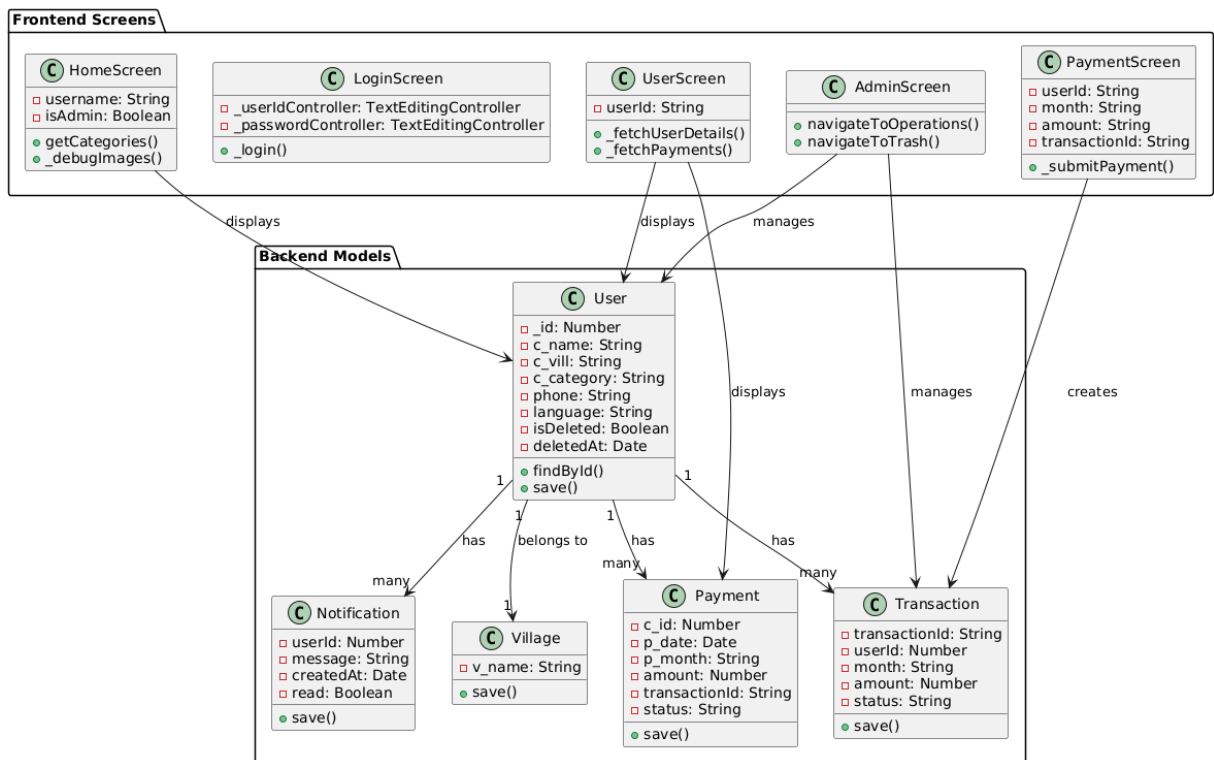 Frontend Screens
C HomeScreen
username: String
isAdmin: Boolean
getCategories()
_debugImages()
C LoginScreen
_userIdController: TextEditingController
_passwordController: TextEditingController
_login()
C UserScreen
userId: String
_fetchUserDetails()
_fetchPayments()
C AdminScreen
navigateToOperations()
navigateToTrash()
C PaymentScreen
userId: String
month: String
amount: String
transactionId: String
_submitPayment()
displays
displays
manages
displays
manages
creates
Backend Models
C User
_id: Number
c_name: String
c_vill: String
c_category: String
phone: String
language: String
isDeleted: Boolean
deletedAt: Date
findById()
save()
1
has
many
1
belongs to
1
1
has
many
1
has
many
C Notification
userId: Number
message: String
createdAt: Date
read: Boolean
save()
C Village
v_name: String
save()
C Payment
c_id: Number
p_date: Date
p_month: String
amount: Number
transactionId: String
status: String
save()
C Transaction
transactionId: String
userId: Number
month: String
amount: Number
status: String
save()